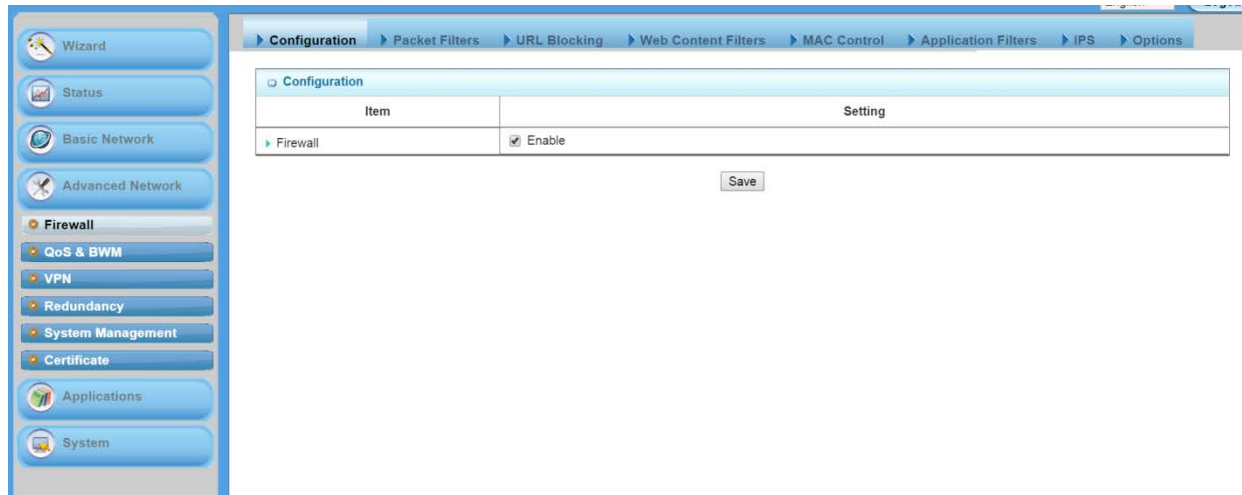 Wizard
Status
Basic Network
Advanced Network
Firewall
QoS & BWM
VPN
Redundancy
System Management
Certificate
Applications
System
Configuration
Packet Filters
URL Blocking
Web Content Filters
MAC Control
Application Filters
IPS
Options
Configuration
Item
Setting
Firewall
Enable
Save